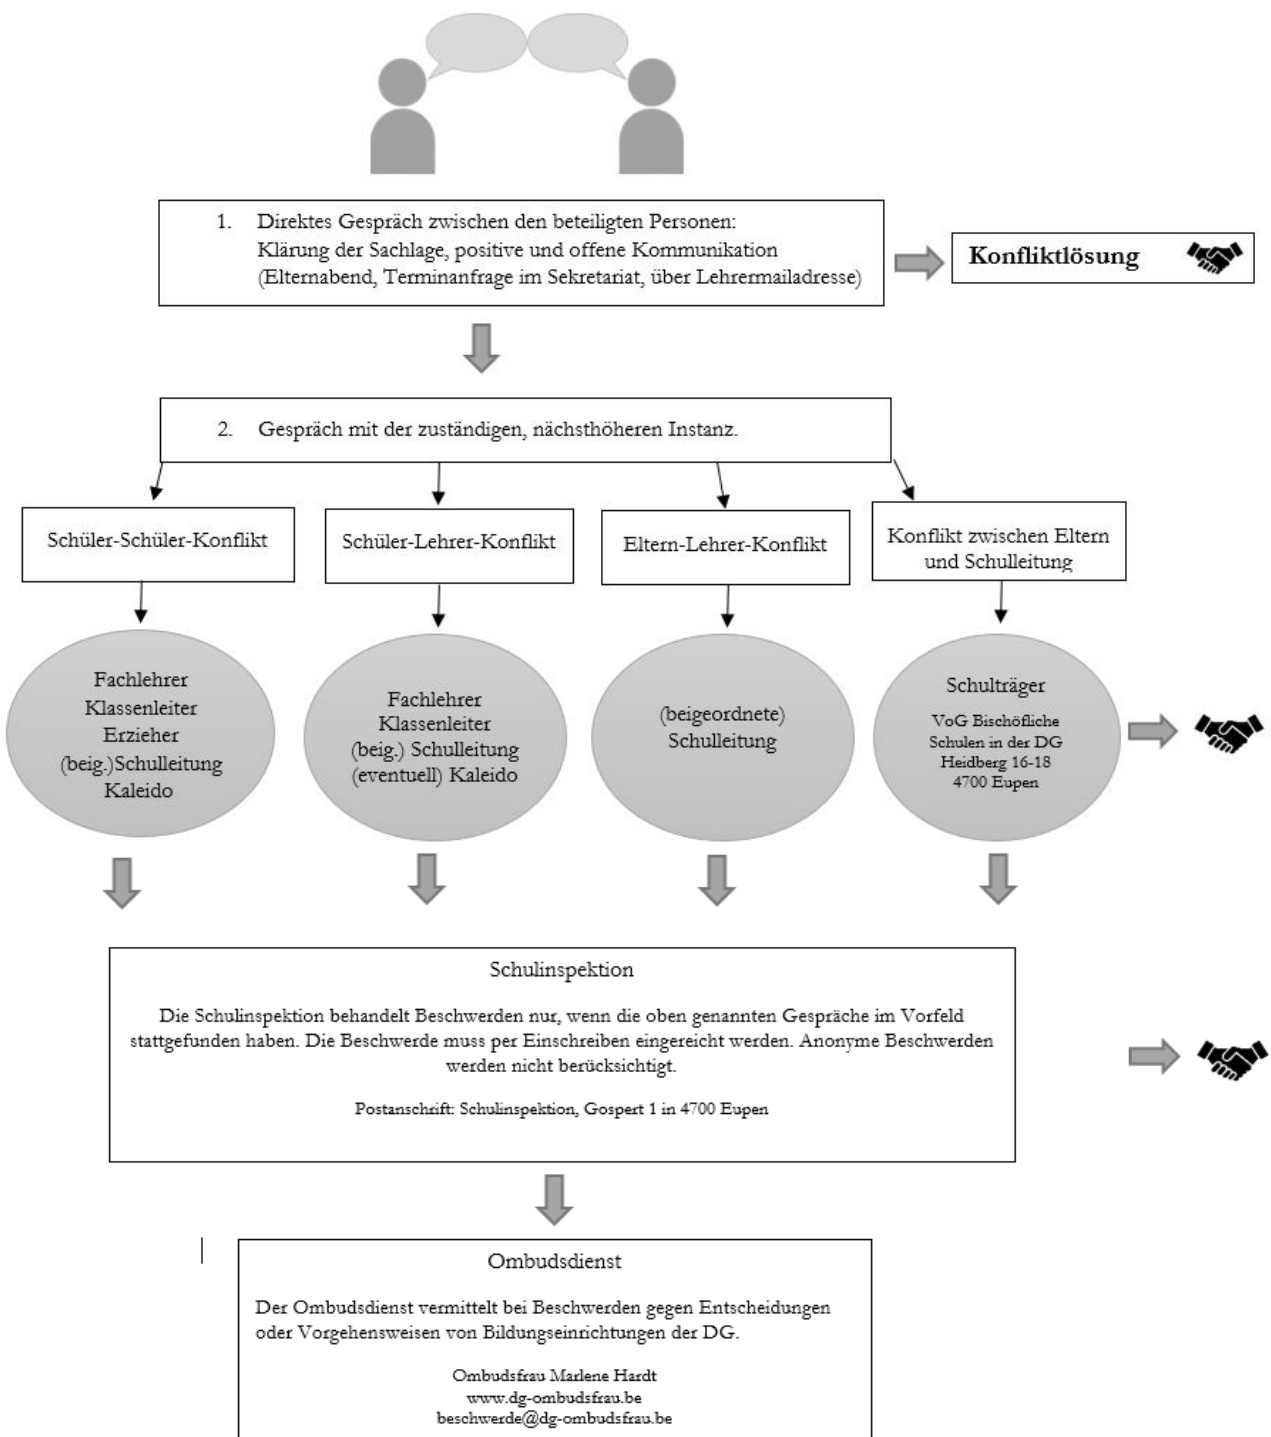 1. Direktes Gespräch zwischen den beteiligten Personen:
Klärung der Sachlage, positive und offene Kommunikation
(Elternabend, Terminanfrage im Sekretariat, über Lehrermailadresse)
Konfliktlösung
2. Gespräch mit der zuständigen, nächsthöheren Instanz.
Schüler-Schüler-Konflikt
Schüler-Lehrer-Konflikt
Eltern-Lehrer-Konflikt
Konflikt zwischen Eltern
und Schulleitung
Fachlehrer
Klassenleiter
Erzieher
(beig.)Schulleitung
Kaleido
Fachlehrer
Klassenleiter
(beig.) Schulleitung
(eventuell) Kaleido
(beigeordnete)
Schulleitung
Schulträger
VoG Bischöfliche
Schulen in der DG
Heidberg 16-18
4700 Eupen
Schulinspektion
Die Schulinspektion behandelt Beschwerden nur, wenn die oben genannten Gespräche im Vorfeld
stattgefunden haben. Die Beschwerde muss per Einschreiben eingereicht werden. Anonyme Beschwerden
werden nicht berücksichtigt.
Postanschrift: Schulinspektion, Gospert 1 in 4700 Eupen
Ombudsdienst
Der Ombudsdienst vermittelt bei Beschwerden gegen Entscheidungen
oder Vorgehensweisen von Bildungseinrichtungen der DG.
Ombudsfrau Marlene Hardt
www.dg-ombudsfrau.be
beschwerde@dg-ombudsfrau.be